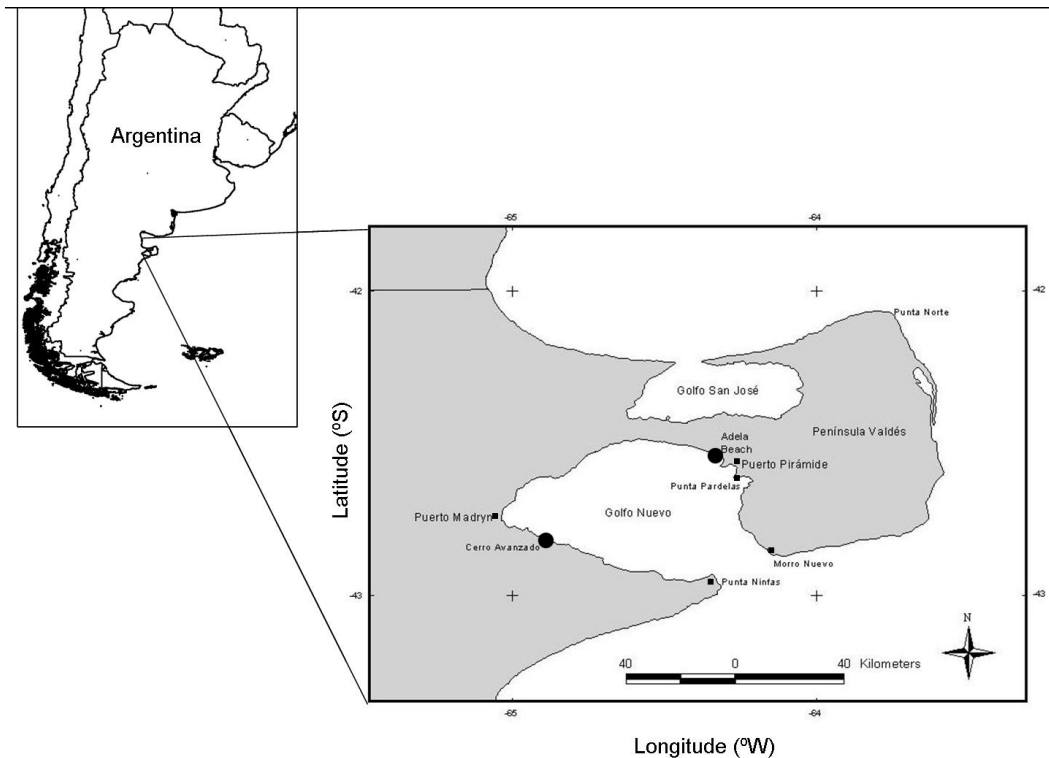 Argentina
-65
-64
-42
-42
Punta Norte
Golfo San José
Península Valdés
Adela
Beach
Puerto Pirámide
Punta Pardelas
Golfo Nuevo
Puerto Madryn
Cerro Avanzado
Morro Nuevo
Punta Ninfas
-43
-43
N
40 0 40 Kilometers
-65
-64
Latitude (ºS)
Longitude (ºW)